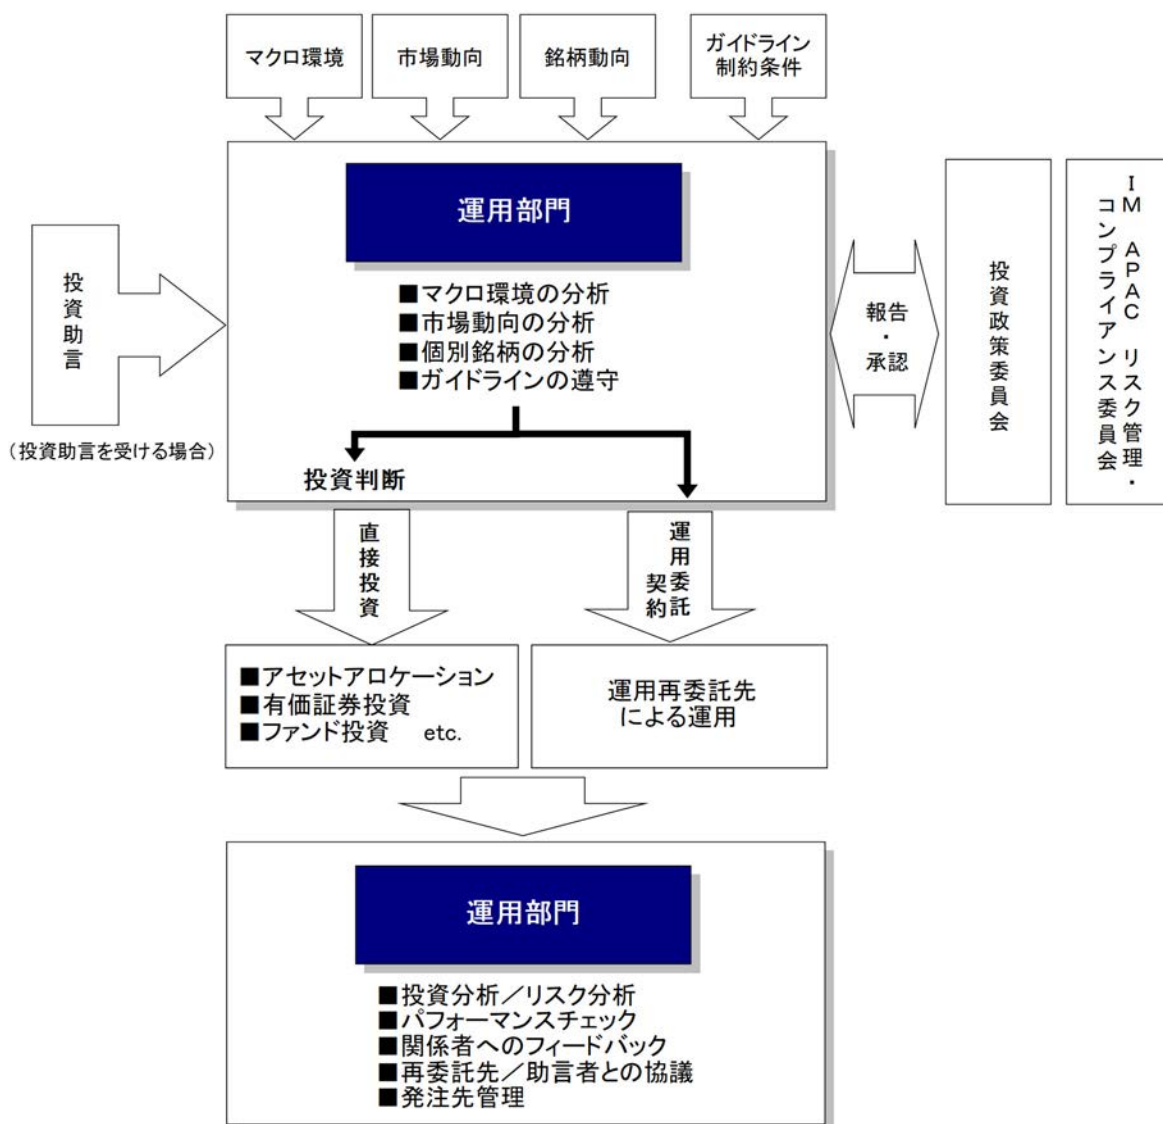 マクロ環境
市場動向
銘柄動向
ガイドライン
制約条件
運用部門
■マクロ環境の分析
■市場動向の分析
■個別銘柄の分析
■ガイドラインの遵守
投資判断
投資助言
(投資助言を受ける場合)
報告
・
承認
投資政策委員会
IM APAC リスク管理・
コンプライアンス委員会
直接投資
運用委託
契約
■アセットアロケーション
■有価証券投資
■ファンド投資 etc.
運用再委託先
による運用
運用部門
■投資分析／リスク分析
■パフォーマンスチェック
■関係者へのフィードバック
■再委託先／助言者との協議
■発注先管理